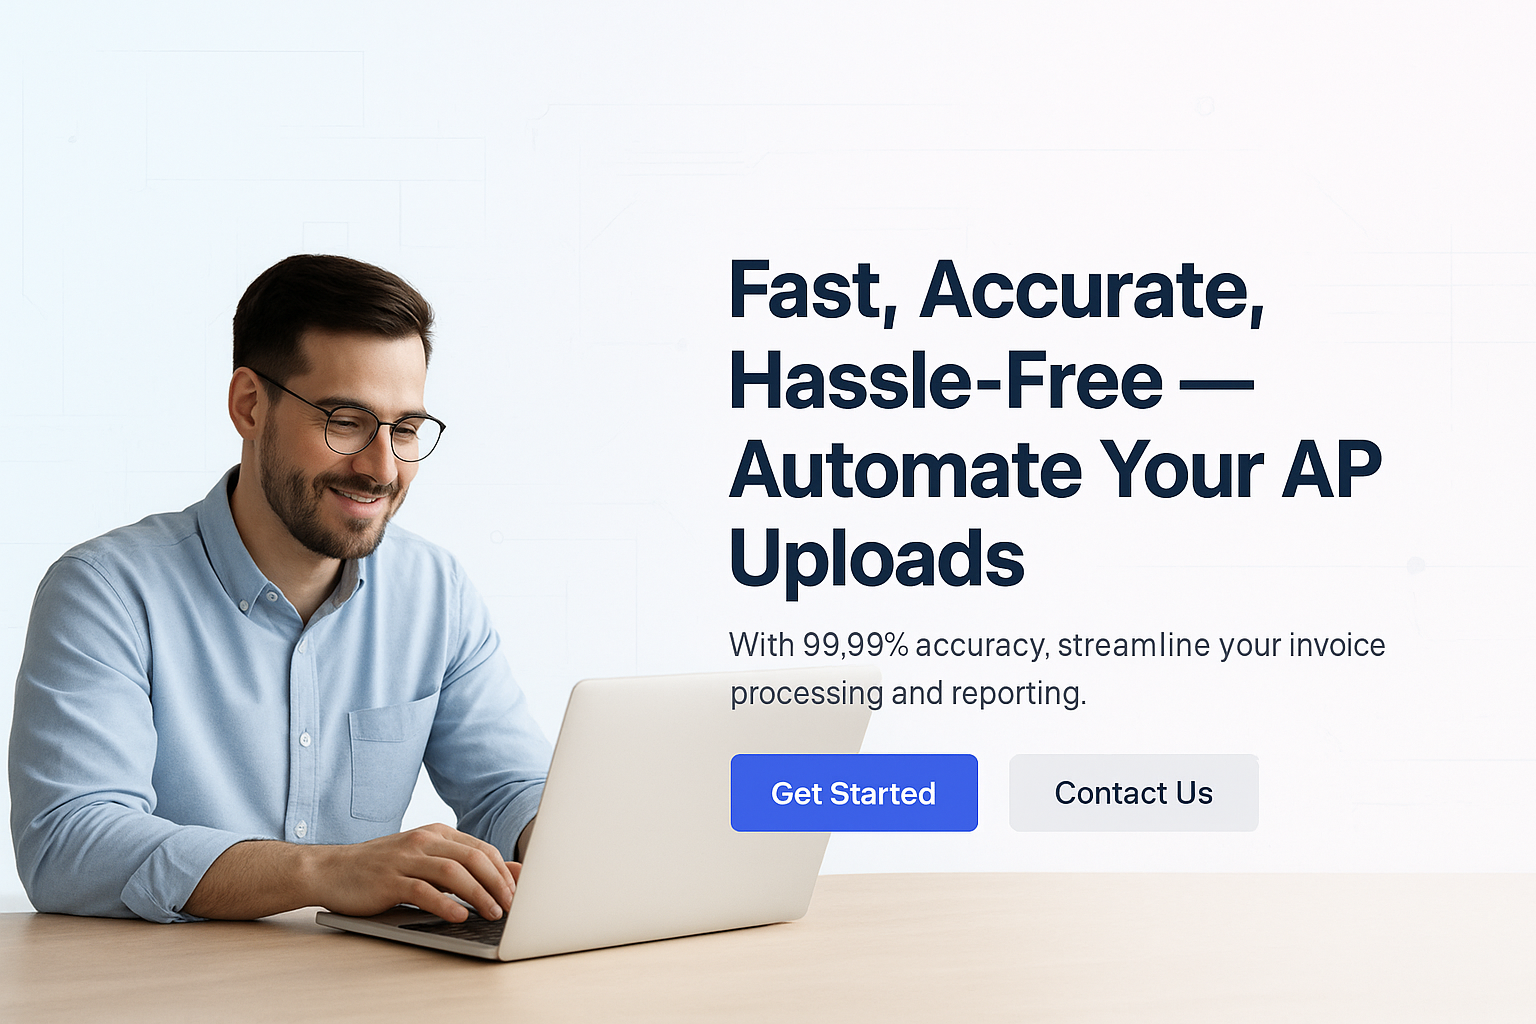 Fast, Accurate,
Hassle-Free —
Automate Your AP
Uploads
With 99,99% accuracy, streamline your invoice
processing and reporting.
Get Started
Contact Us